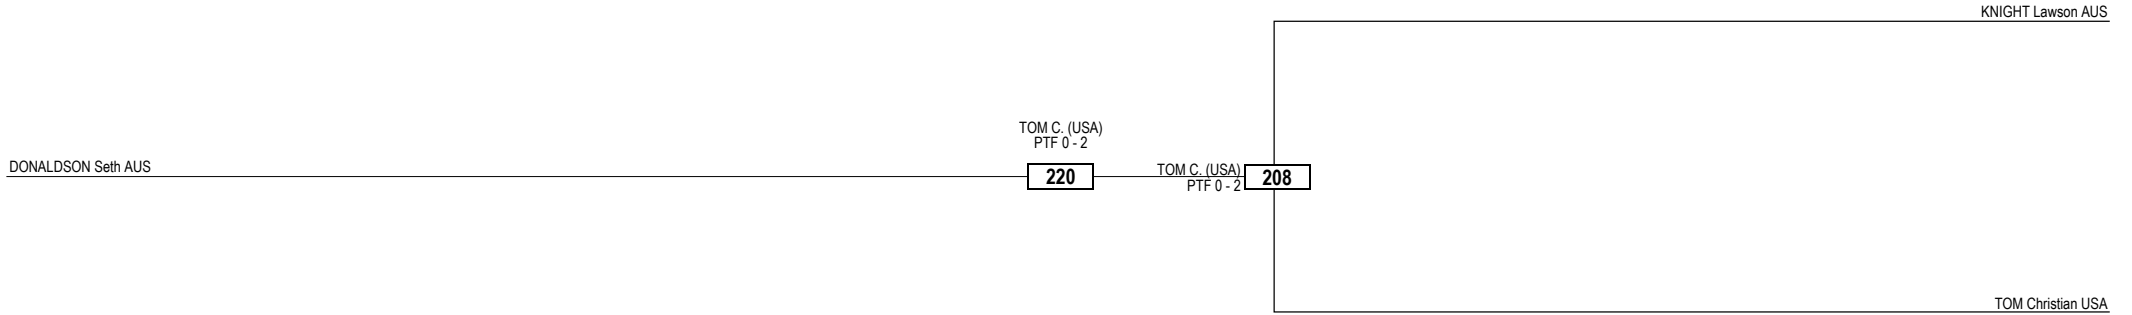 KNIGHT Lawson AUS
TOM C. (USA)
PTF 0 - 2
DONALDSON Seth AUS
220
TOM C. (USA)
PTF 0 - 2
208
TOM Christian USA